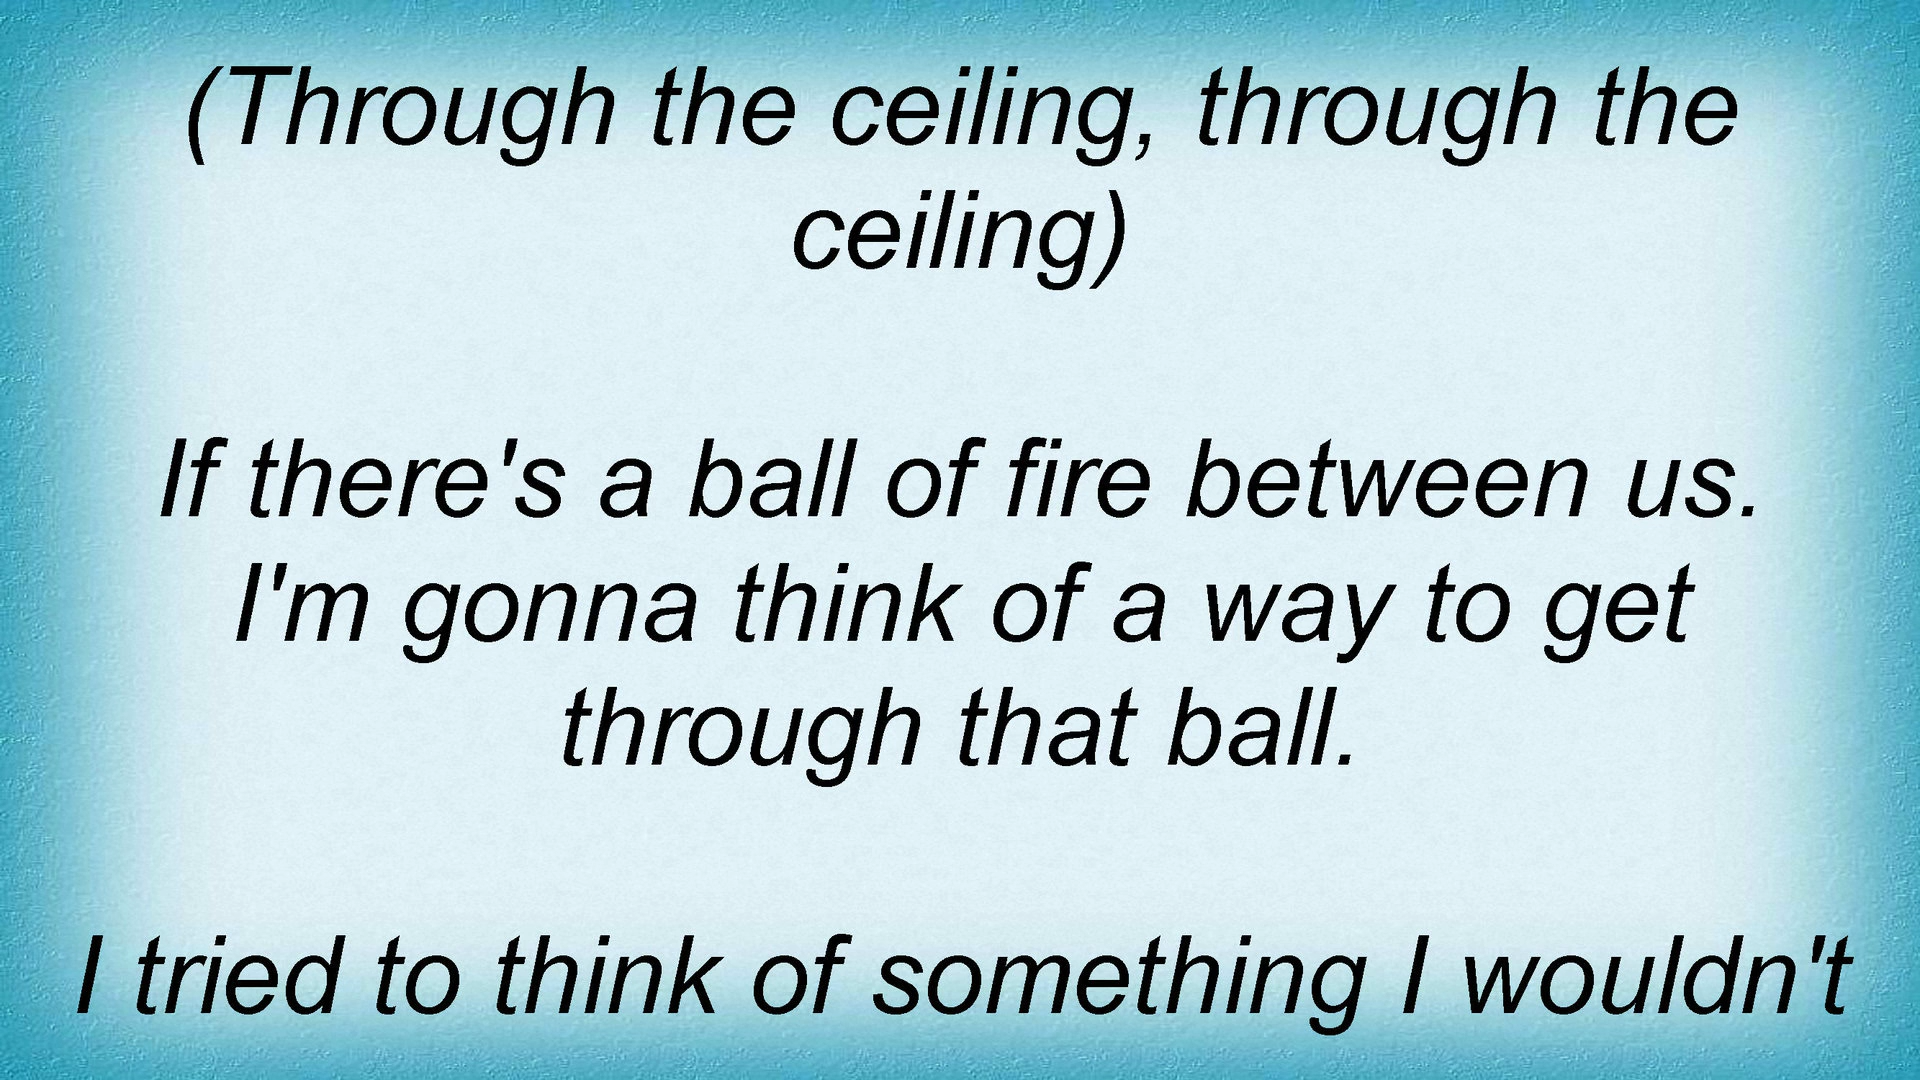 (Through the ceiling, through the
ceiling)
If there's a ball of fire between us.
I'm gonna think of a way to get
through that ball.
I tried to think of something I wouldn't